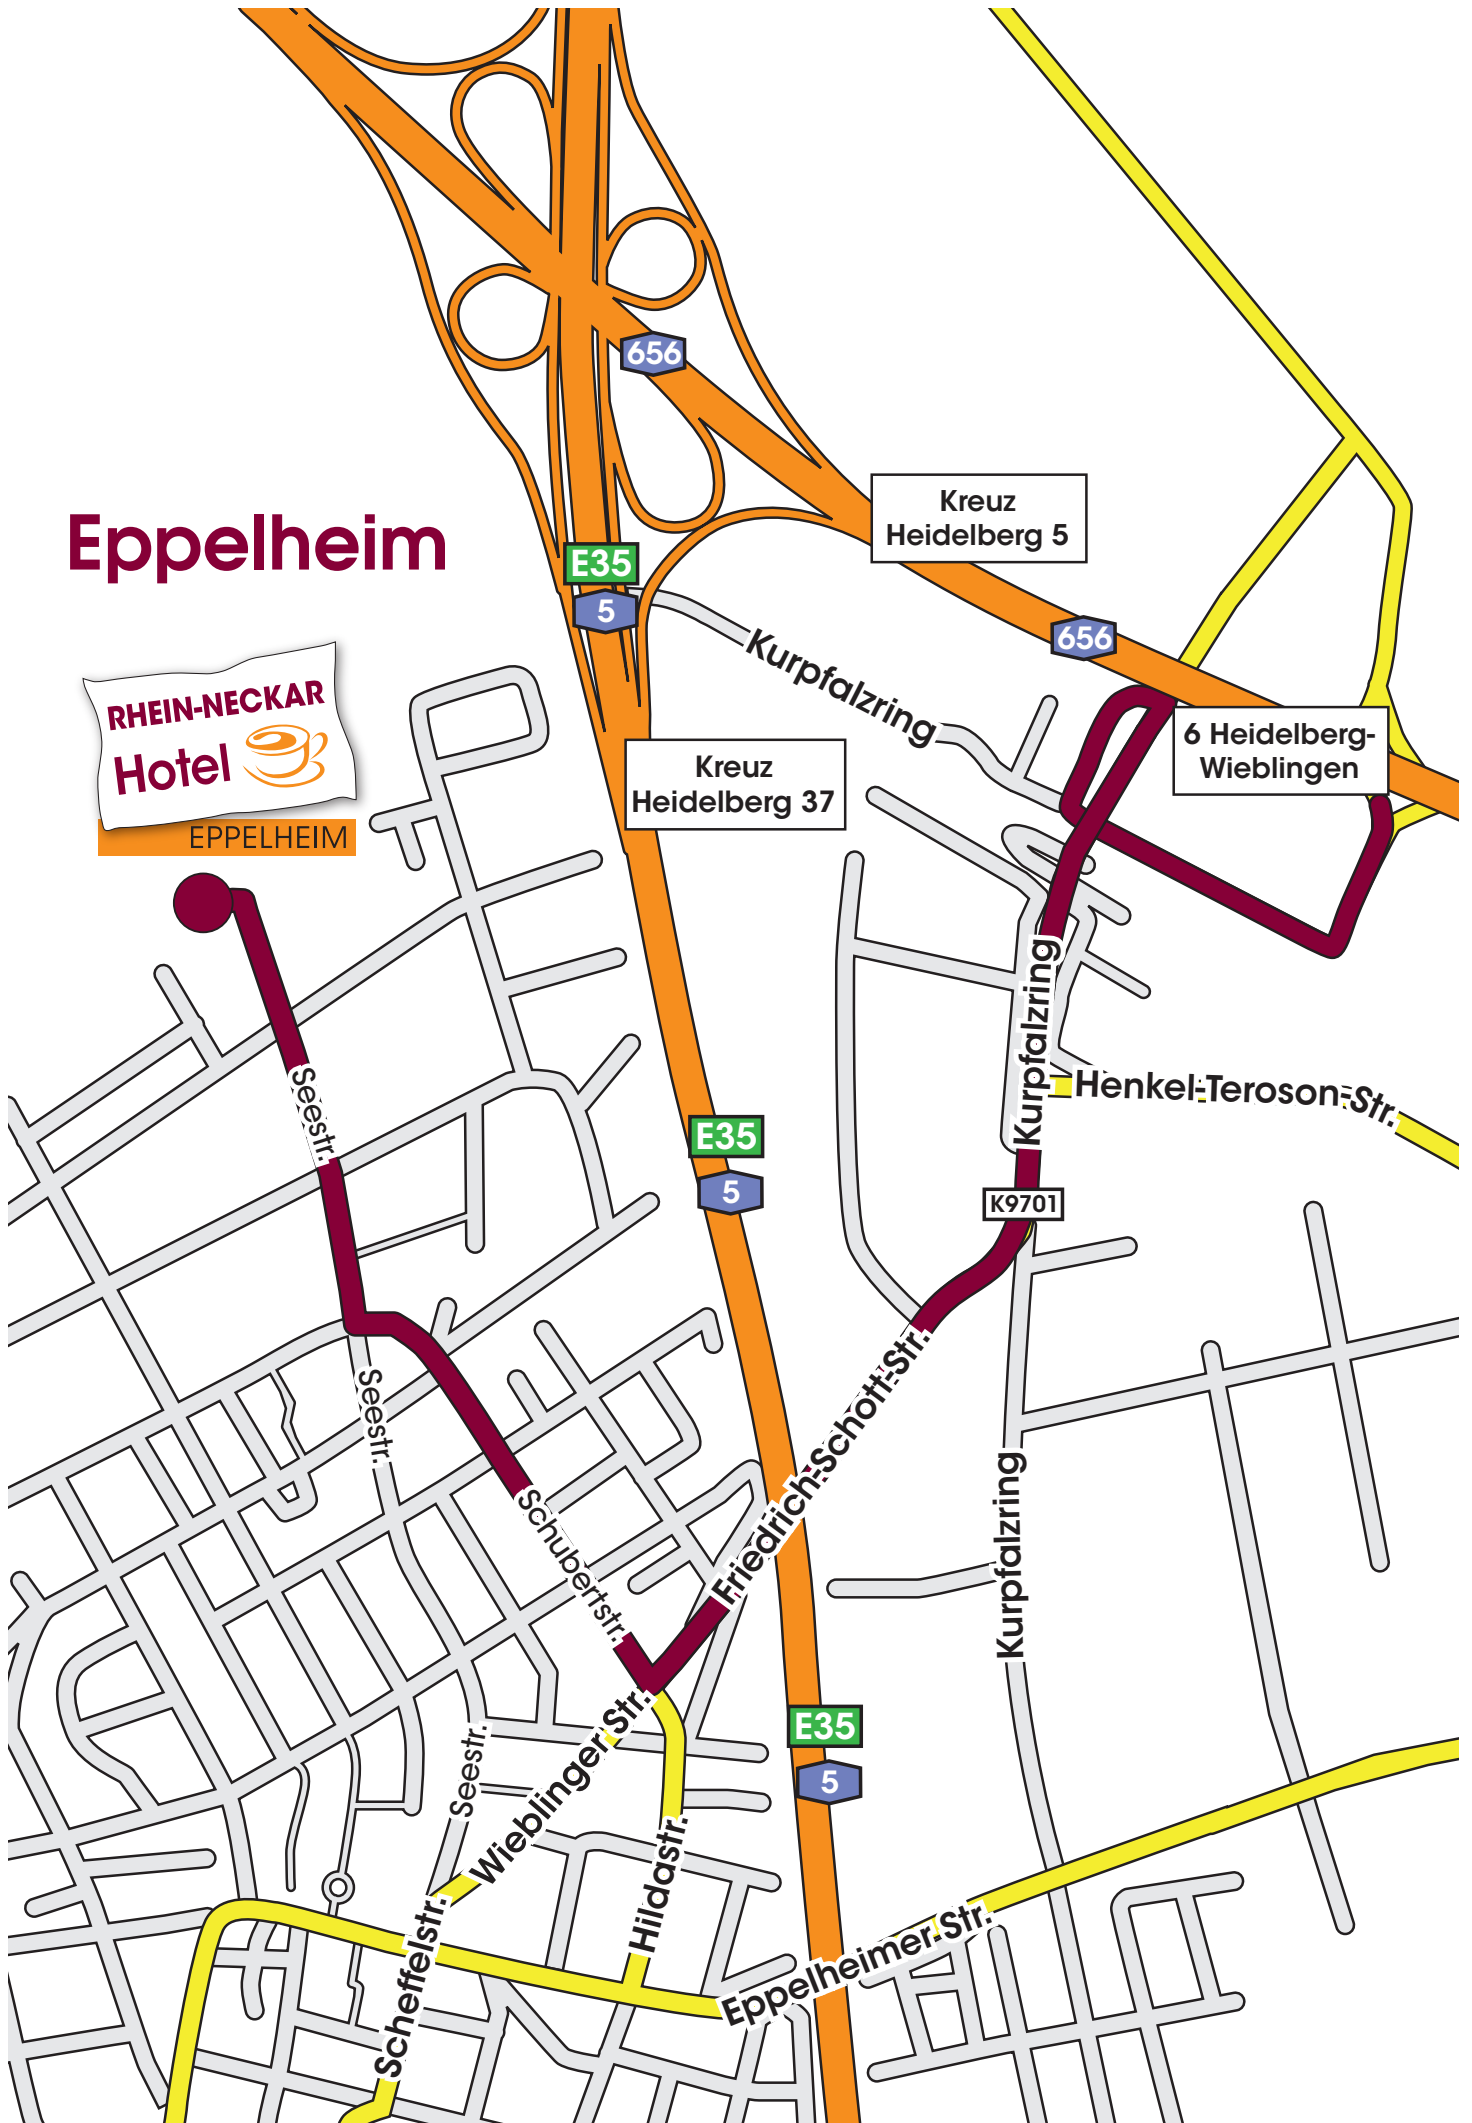 656
Kreuz
Heidelberg 5
Eppelheim
E35
5
Kurpfalzring
656
RHEIN-NECKAR
Hotel
EPPELHEIM
6 Heidelberg-
Wieblingen
Kreuz
Heidelberg 37
Kurpfalzring
Seestr.
Henkel-Teroson-Str.
E35
5
K9701
Seestr.
Friedrich-Schott-Str.
Schubertstr.
Kurpfalzring
Wieblinger Str.
E35
5
Seestr.
Hildastr.
Scheffelstr.
Eppelheimer Str.